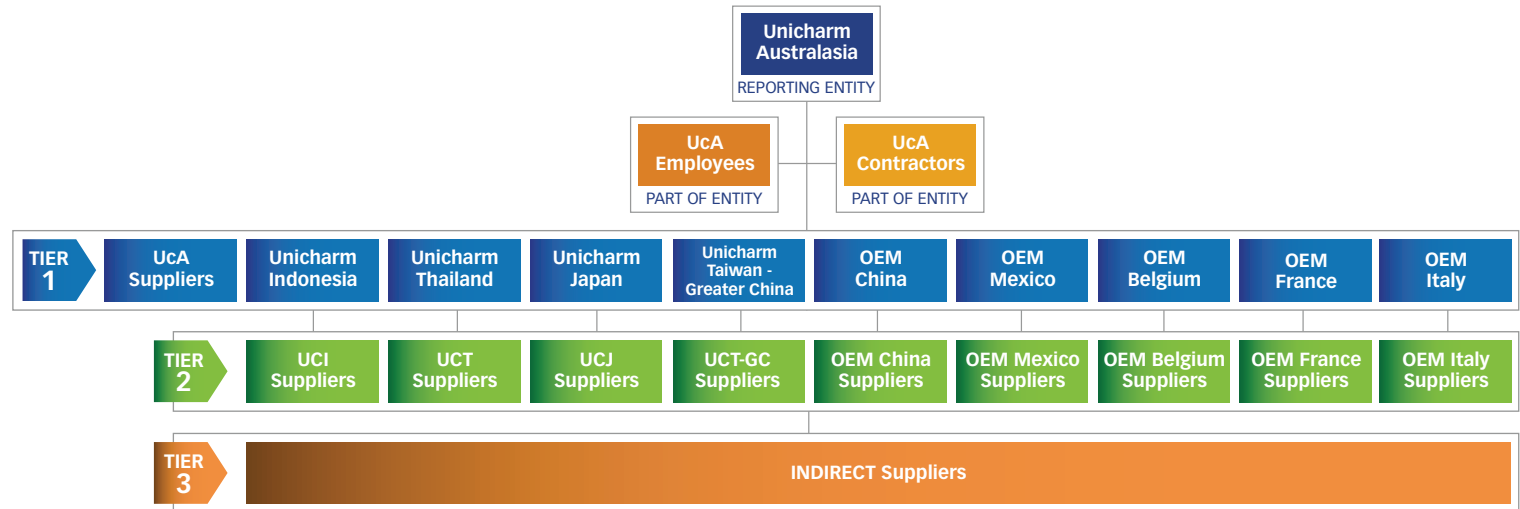 Unicharm
Australasia
REPORTING ENTITY
UcA
Employees
PART OF ENTITY
UcA
Contractors
PART OF ENTITY
TIER
1
UcA
Suppliers
Unicharm
Indonesia
Unicharm
Thailand
Unicharm
Japan
Unicharm
Taiwan -
Greater China
OEM
China
OEM
Mexico
OEM
Belgium
OEM
France
OEM
Italy
TIER
2
UCI
Suppliers
UCT
Suppliers
UCJ
Suppliers
UCT-GC
Suppliers
OEM China
Suppliers
OEM Mexico
Suppliers
OEM Belgium
Suppliers
OEM France
Suppliers
OEM Italy
Suppliers
TIER
3
INDIRECT Suppliers